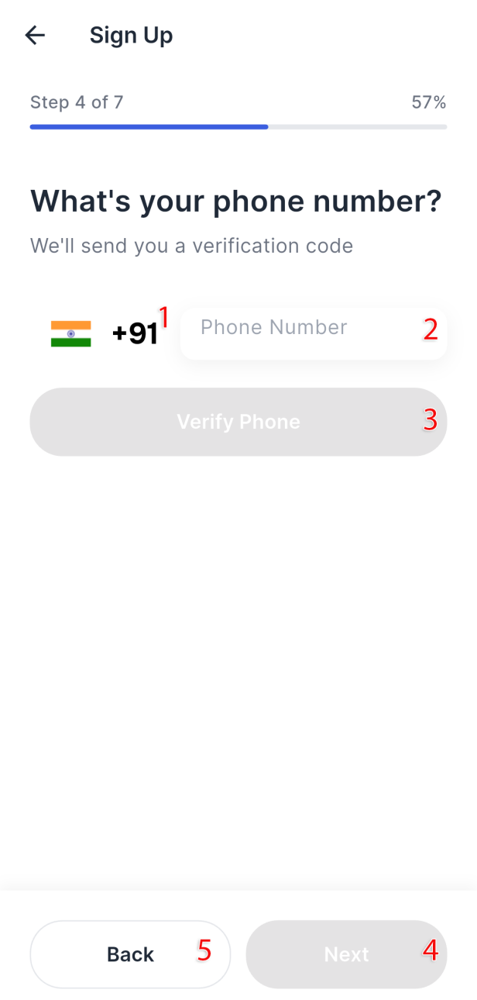 Sign Up
Step 4 of 7 57%
What's your phone number?
We'll send you a verification code
+91 1 Phone Number 2
Verify Phone 3
Back 5 Next 4